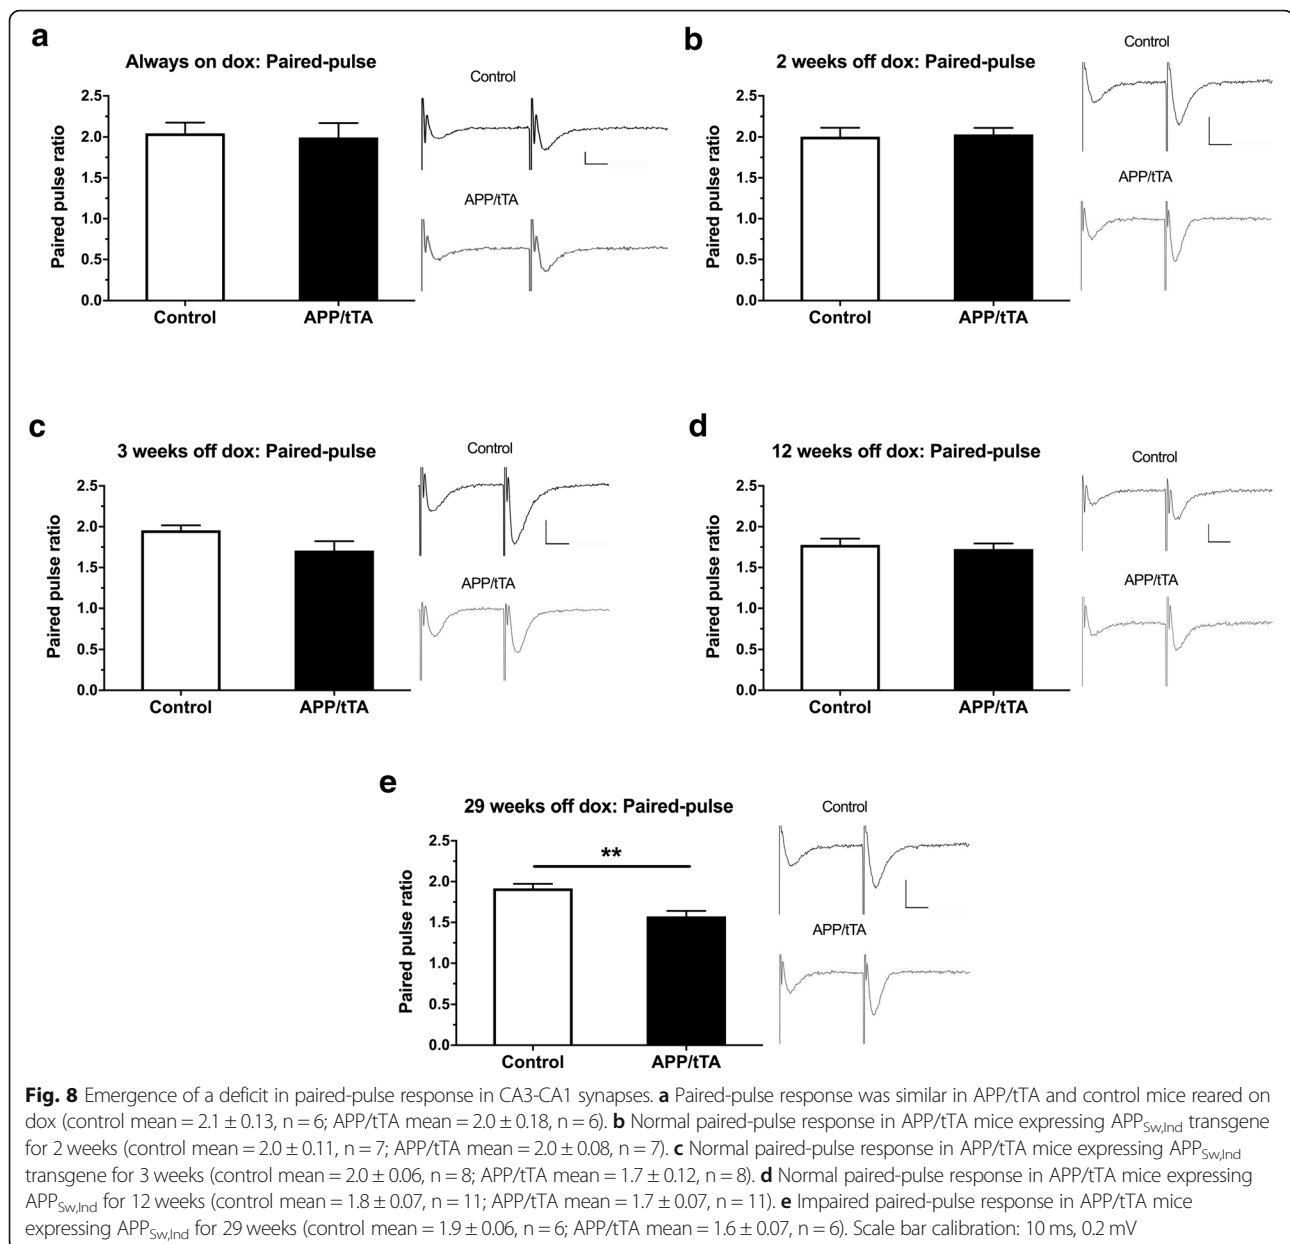 a
Always on dox: Paired-pulse
Paired pulse ratio
2.5
2.0
1.5
1.0
0.5
0.0
Control
APP/tTA
Control
APP/tTA
b
2 weeks off dox: Paired-pulse
Paired pulse ratio
2.5
2.0
1.5
1.0
0.5
0.0
Control
APP/tTA
Control
APP/tTA
c
3 weeks off dox: Paired-pulse
Paired pulse ratio
2.5
2.0
1.5
1.0
0.5
0.0
Control
APP/tTA
Control
APP/tTA
d
12 weeks off dox: Paired-pulse
Paired pulse ratio
2.5
2.0
1.5
1.0
0.5
0.0
Control
APP/tTA
Control
APP/tTA
e
29 weeks off dox: Paired-pulse
Paired pulse ratio
2.5
2.0
1.5
1.0
0.5
0.0
**
Control
APP/tTA
Control
APP/tTA
Fig. 8 Emergence of a deficit in paired-pulse response in CA3-CA1 synapses. a Paired-pulse response was similar in APP/tTA and control mice reared on
dox (control mean = 2.1 ± 0.13, n = 6; APP/tTA mean = 2.0 ± 0.18, n = 6). b Normal paired-pulse response in APP/tTA mice expressing APPSw,Ind transgene
for 2 weeks (control mean = 2.0 ± 0.11, n = 7; APP/tTA mean = 2.0 ± 0.08, n = 7). c Normal paired-pulse response in APP/tTA mice expressing APPSw,Ind
transgene for 3 weeks (control mean = 2.0 ± 0.06, n = 8; APP/tTA mean = 1.7 ± 0.12, n = 8). d Normal paired-pulse response in APP/tTA mice expressing
APPSw,Ind for 12 weeks (control mean = 1.8 ± 0.07, n = 11; APP/tTA mean = 1.7 ± 0.07, n = 11). e Impaired paired-pulse response in APP/tTA mice
expressing APPSw,Ind for 29 weeks (control mean = 1.9 ± 0.06, n = 6; APP/tTA mean = 1.6 ± 0.07, n = 6). Scale bar calibration: 10 ms, 0.2 mV